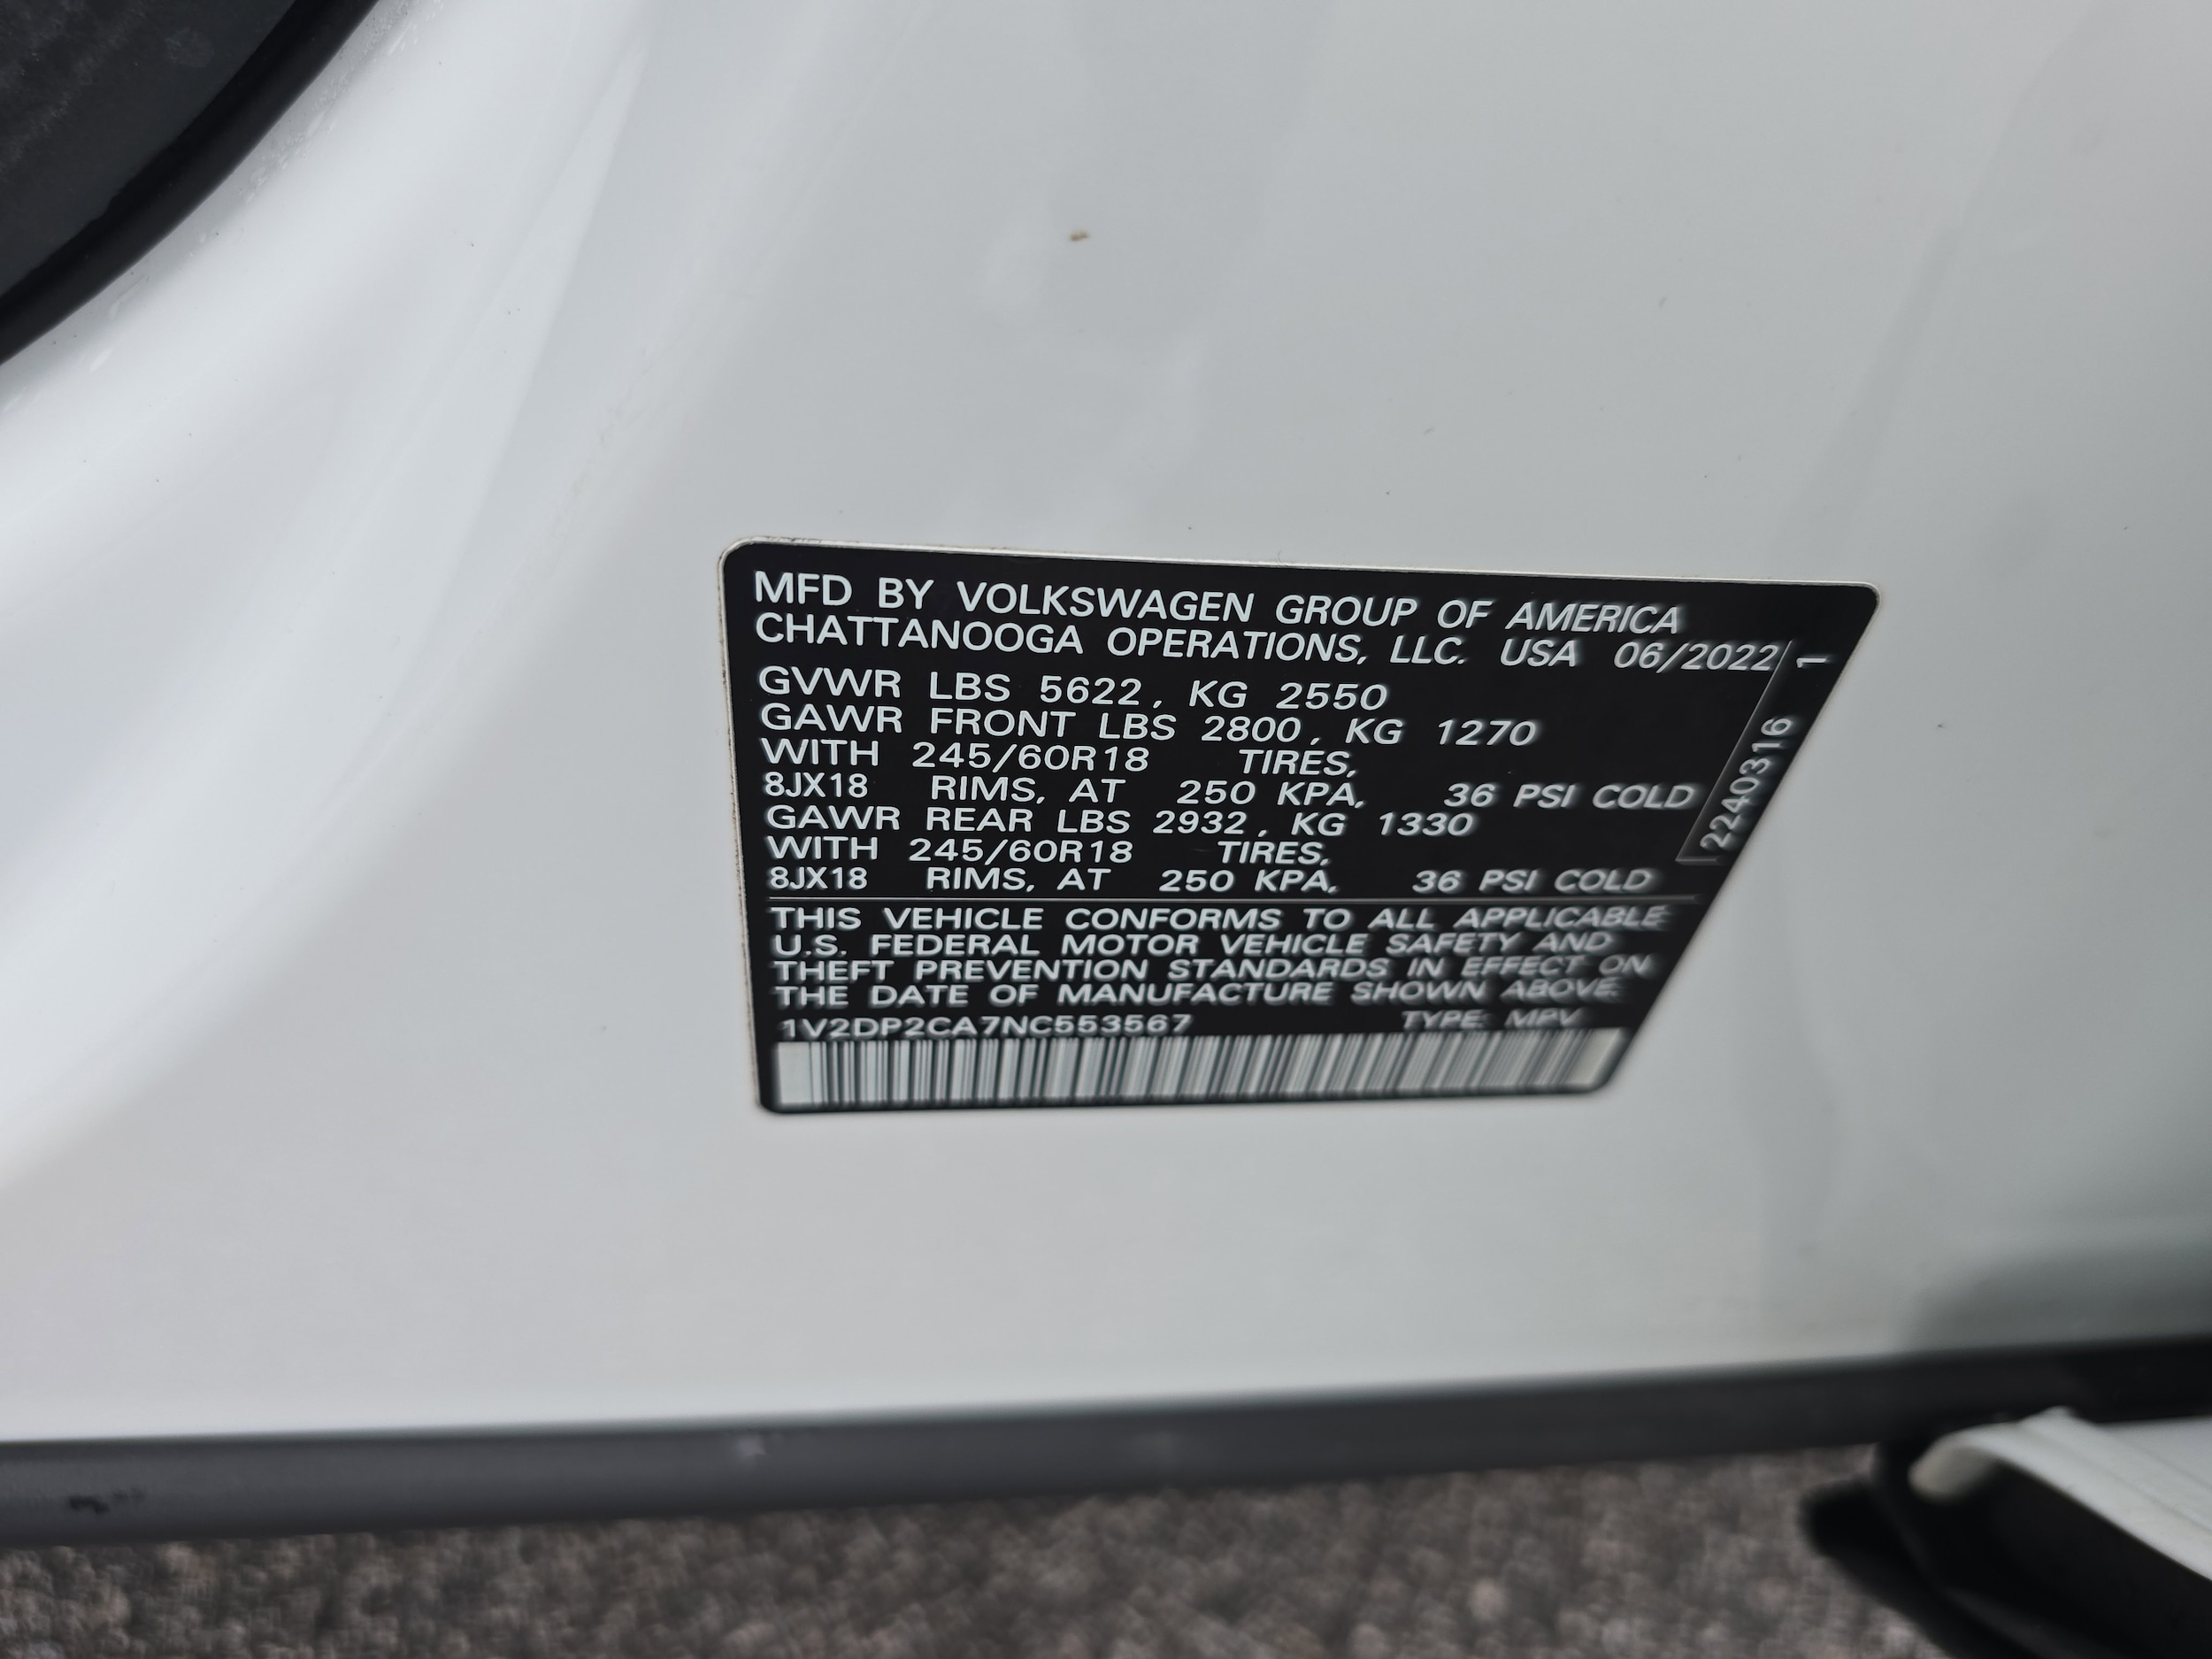 MFD BY VOLKSWAGEN GROUP OF AMERICA
CHATTANOOGA OPERATIONS, LLC. USA 06/2022
GVWR LBS 5622, KG 2550
GAWR FRONT LBS 2800, KG 1270
WITH 245/60R18 TIRES,
8JX18 RIMS, AT 250 KPA, 36 PSI COLD
GAWR REAR LBS 2932, KG 1330
WITH 245/60R18 TIRES,
8JX18 RIMS, AT 250 KPA, 36 PSI COLD
THIS VEHICLE CONFORMS TO ALL APPLICABLE
U.S. FEDERAL MOTOR VEHICLE SAFETY AND
THEFT PREVENTION STANDARDS IN EFFECT ON
THE DATE OF MANUFACTURE SHOWN ABOVE.
1V2DP2CA7NC553567 TYPE: MPV
2240316 1